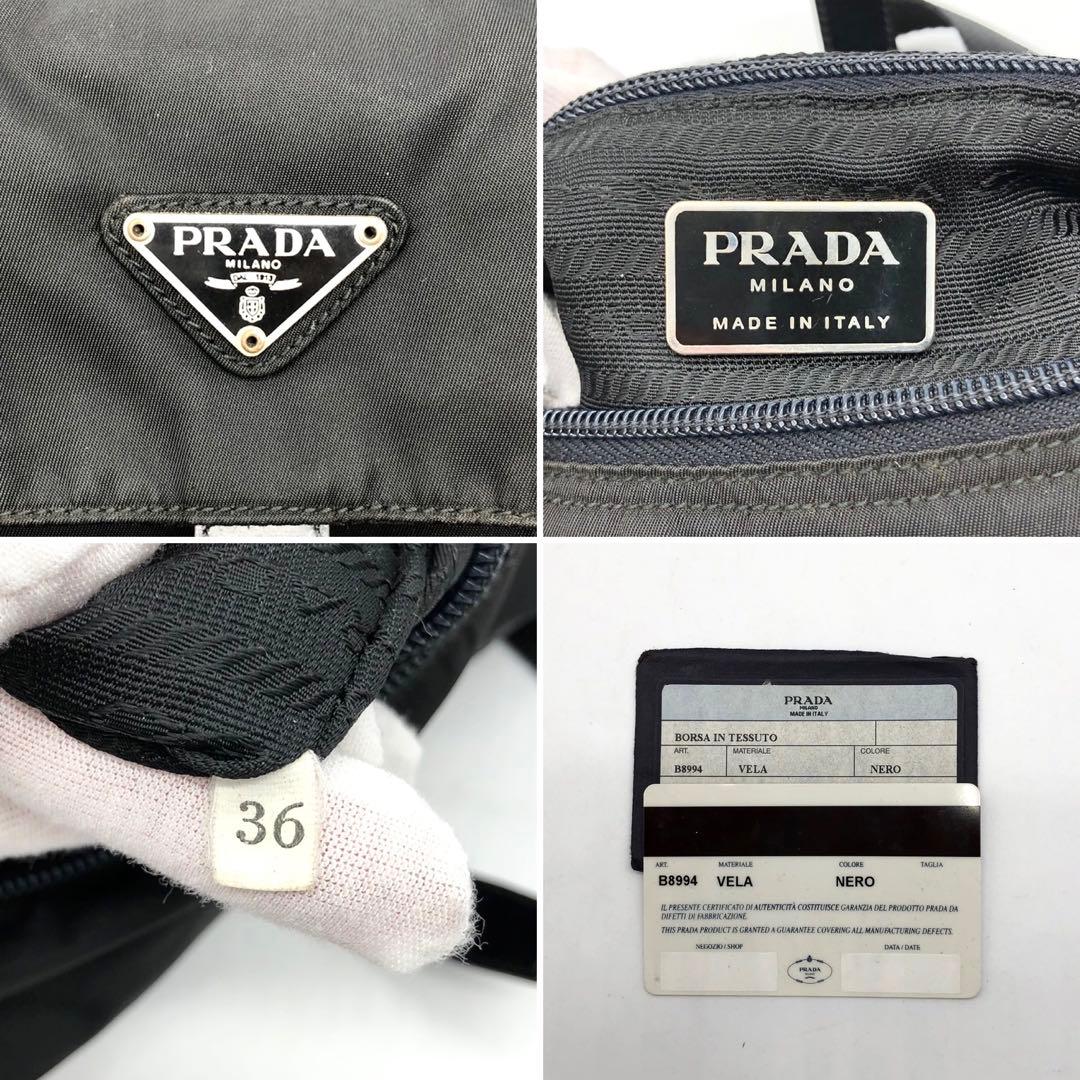 PRADA
MILANO
DAL 1913
PRADA
MILANO
MADE IN ITALY
36
PRADA
MILANO
MADE IN ITALY
BORSA IN TESSUTO
ART. MATERIALE COLORE
B8994 VELA NERO
ART. MATERIALE COLORE TAGLIA
B8994 VELA NERO
IL PRESENTE CERTIFICATO DI AUTENTICITÀ COSTITUISCE GARANZIA DEL PRODOTTO PRADA DA
DIFETTI DI FABBRICAZIONE.
THIS PRADA PRODUCT IS GRANTED A GUARANTEE COVERING ALL MANUFACTURING DEFECTS.
NEGOZIO / SHOP DATA / DATE
PRADA